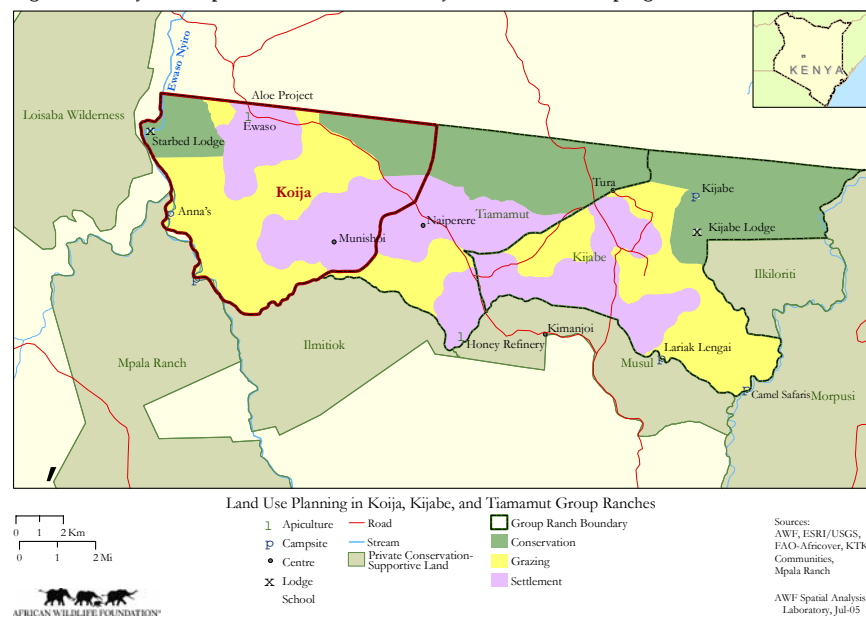 Ewaso Nyiro
KENYA
Aloe Project
Loisaba Wilderness
1
Ewaso
x
Starbed Lodge
Koija
Tura
p
Kijabe
Anna's
Tiamamut
Naiperere
x
Kijabe Lodge
Munishoi
Kijabe
p
Ilkiloriti
1
Kimanjoi
Honey Refinery
Ilmitiok
Lariak Lengai
p
Mpala Ranch
Musul
p
Camel Safaris
Morpusi
Land Use Planning in Koija, Kijabe, and Tiamamut Group Ranches
0 1 2 Km
0 1 2 Mi
1 Apiculture
p Campsite
Centre
x Lodge
School
Road
Stream
Private Conservation-
Supportive Land
Group Ranch Boundary
Conservation
Grazing
Settlement
Sources:
AWF, ESRI/USGS,
FAO-Africover, KTK
Communities,
Mpala Ranch
AWF Spatial Analysis
Laboratory, Jul-05
AFRICAN WILDLIFE FOUNDATION®